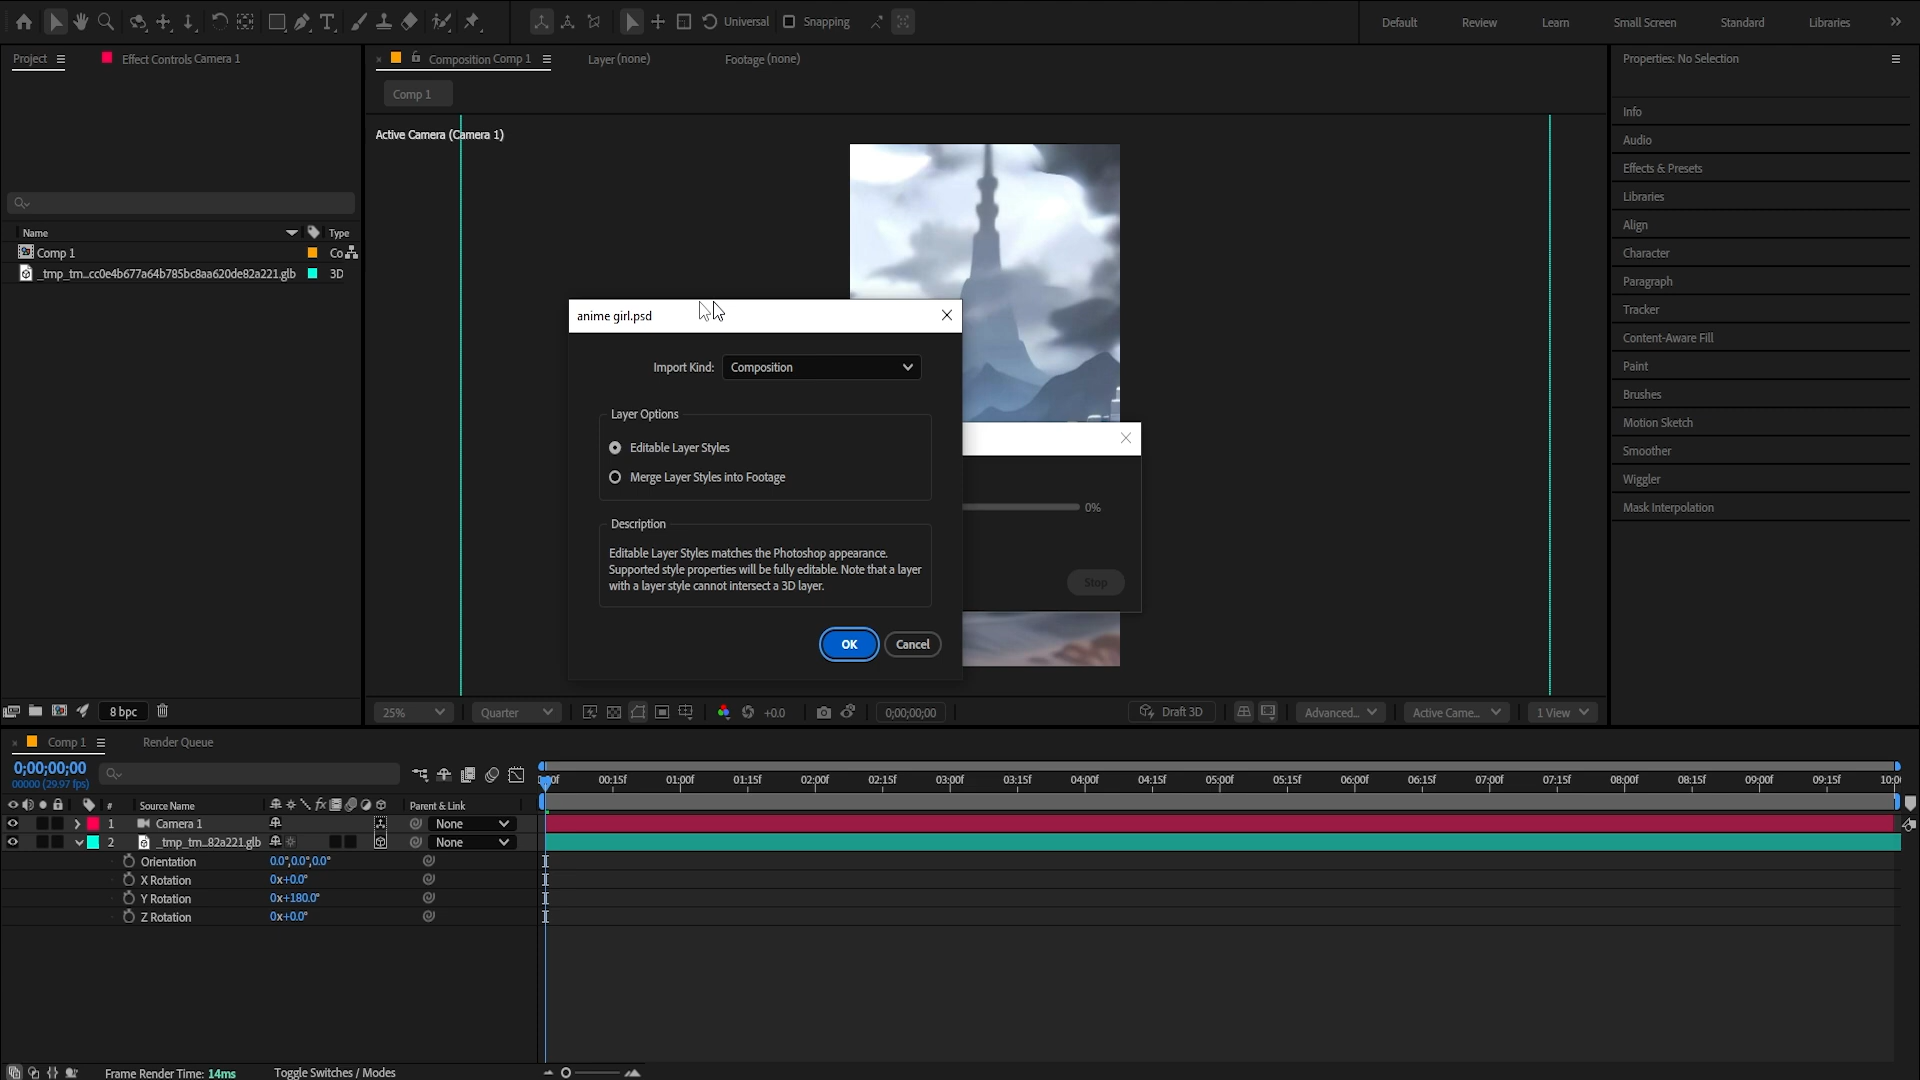 Universal
Snapping
Default
Review
Learn
Small Screen
Standard
Libraries
Project
Effect Controls Camera 1
Composition Comp 1
Layer (none)
Footage (none)
Properties: No Selection
Comp 1
Active Camera (Camera 1)
Info
Audio
Effects & Presets
Libraries
Align
Character
Paragraph
Tracker
Content-Aware Fill
Paint
Brushes
Motion Sketch
Smoother
Wiggler
Mask Interpolation
Name
Type
Comp 1
Co
_tmp_tm...cc0e4b677a64b785bc8aa620de82a221.glb
3D
anime girl.psd
Import Kind:
Composition
Layer Options
Editable Layer Styles
Merge Layer Styles into Footage
Description
Editable Layer Styles matches the Photoshop appearance.
Supported style properties will be fully editable. Note that a layer
with a layer style cannot intersect a 3D layer.
OK
Cancel
0%
Stop
8 bpc
25%
Quarter
+0.0
0;00;00;00
Draft 3D
Advanced...
Active Came...
1 View
Comp 1
Render Queue
0;00;00;00
00000 (29.97 fps)
00:15f
01:00f
01:15f
02:00f
02:15f
03:00f
03:15f
04:00f
04:15f
05:00f
05:15f
06:00f
06:15f
07:00f
07:15f
08:00f
08:15f
09:00f
09:15f
#
Source Name
fx
Parent & Link
1
Camera 1
None
2
_tmp_tm...82a221.glb
None
Orientation
0.0°,0.0°,0.0°
X Rotation
0x+0.0°
Y Rotation
0x+180.0°
Z Rotation
0x+0.0°
Frame Render Time: 14ms
Toggle Switches / Modes